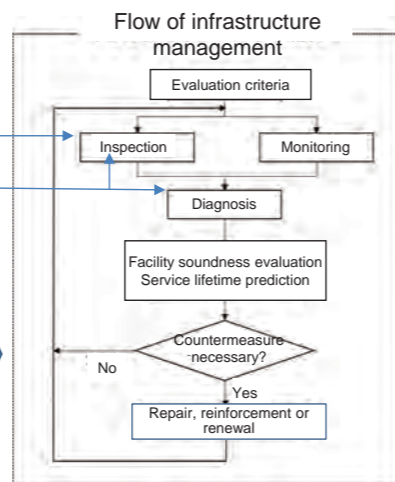 Flow of infrastructure
management
Evaluation criteria
Inspection
Monitoring
Diagnosis
Facility soundness evaluation
Service lifetime prediction
Countermeasure
necessary?
No
Yes
Repair, reinforcement or
renewal